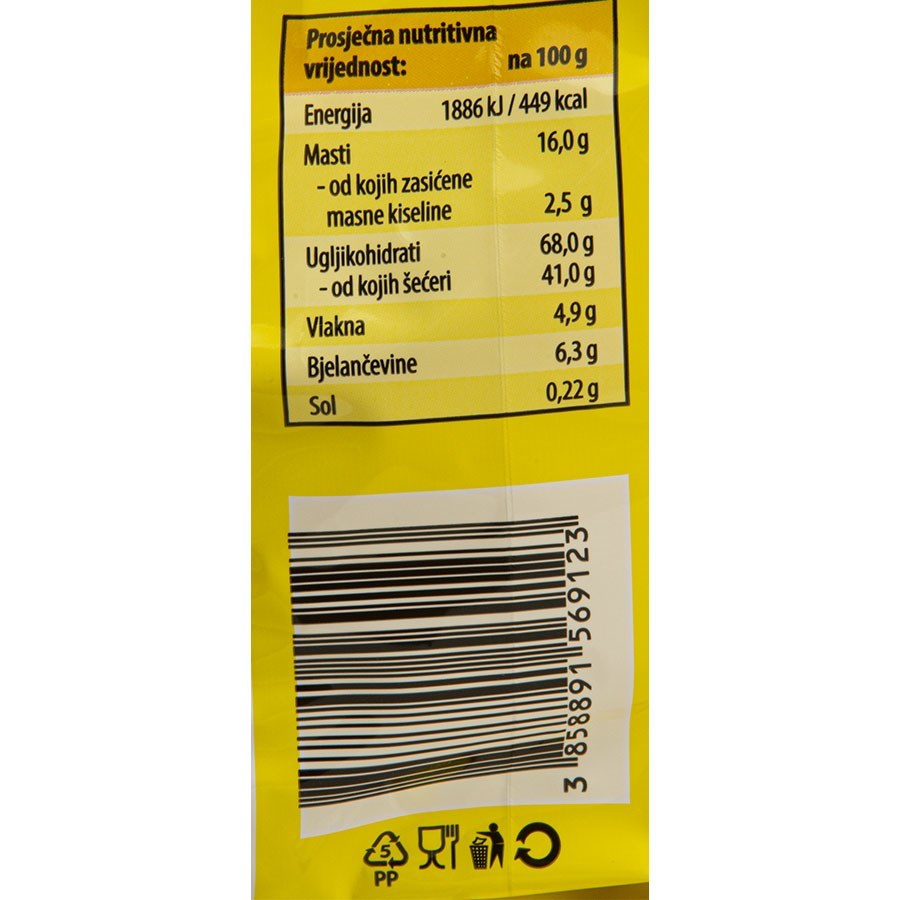 Prosječna nutritivna
vrijednost: na 100 g
Energija 1886 kJ / 449 kcal
Masti 16,0 g
- od kojih zasićene
masne kiseline 2,5 g
Ugljikohidrati 68,0 g
- od kojih šećeri 41,0 g
Vlakna 4,9 g
Bjelančevine 6,3 g
Sol 0,22 g
3 858891 569123
5
PP